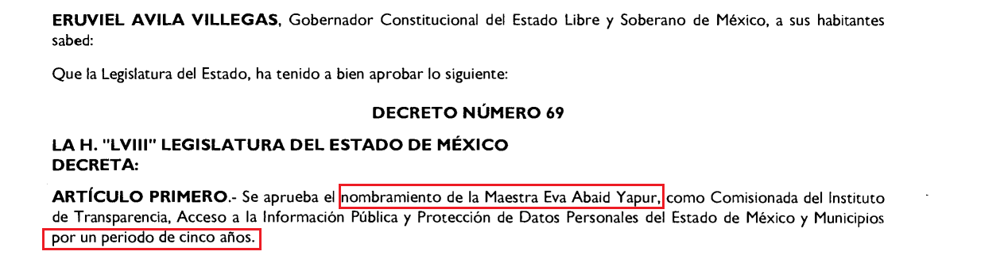 ERUVIEL AVILA VILLEGAS, Gobernador Constitucional del Estado Libre y Soberano de México, a sus habitantes
sabed:
Que la Legislatura del Estado, ha tenido a bien aprobar lo siguiente:
DECRETO NÚMERO 69
LA H. "LVIII" LEGISLATURA DEL ESTADO DE MÉXICO
DECRETA:
ARTÍCULO PRIMERO.- Se aprueba el nombramiento de la Maestra Eva Abaid Yapur, como Comisionada del Instituto
de Transparencia, Acceso a la Información Pública y Protección de Datos Personales del Estado de México y Municipios
por un periodo de cinco años.